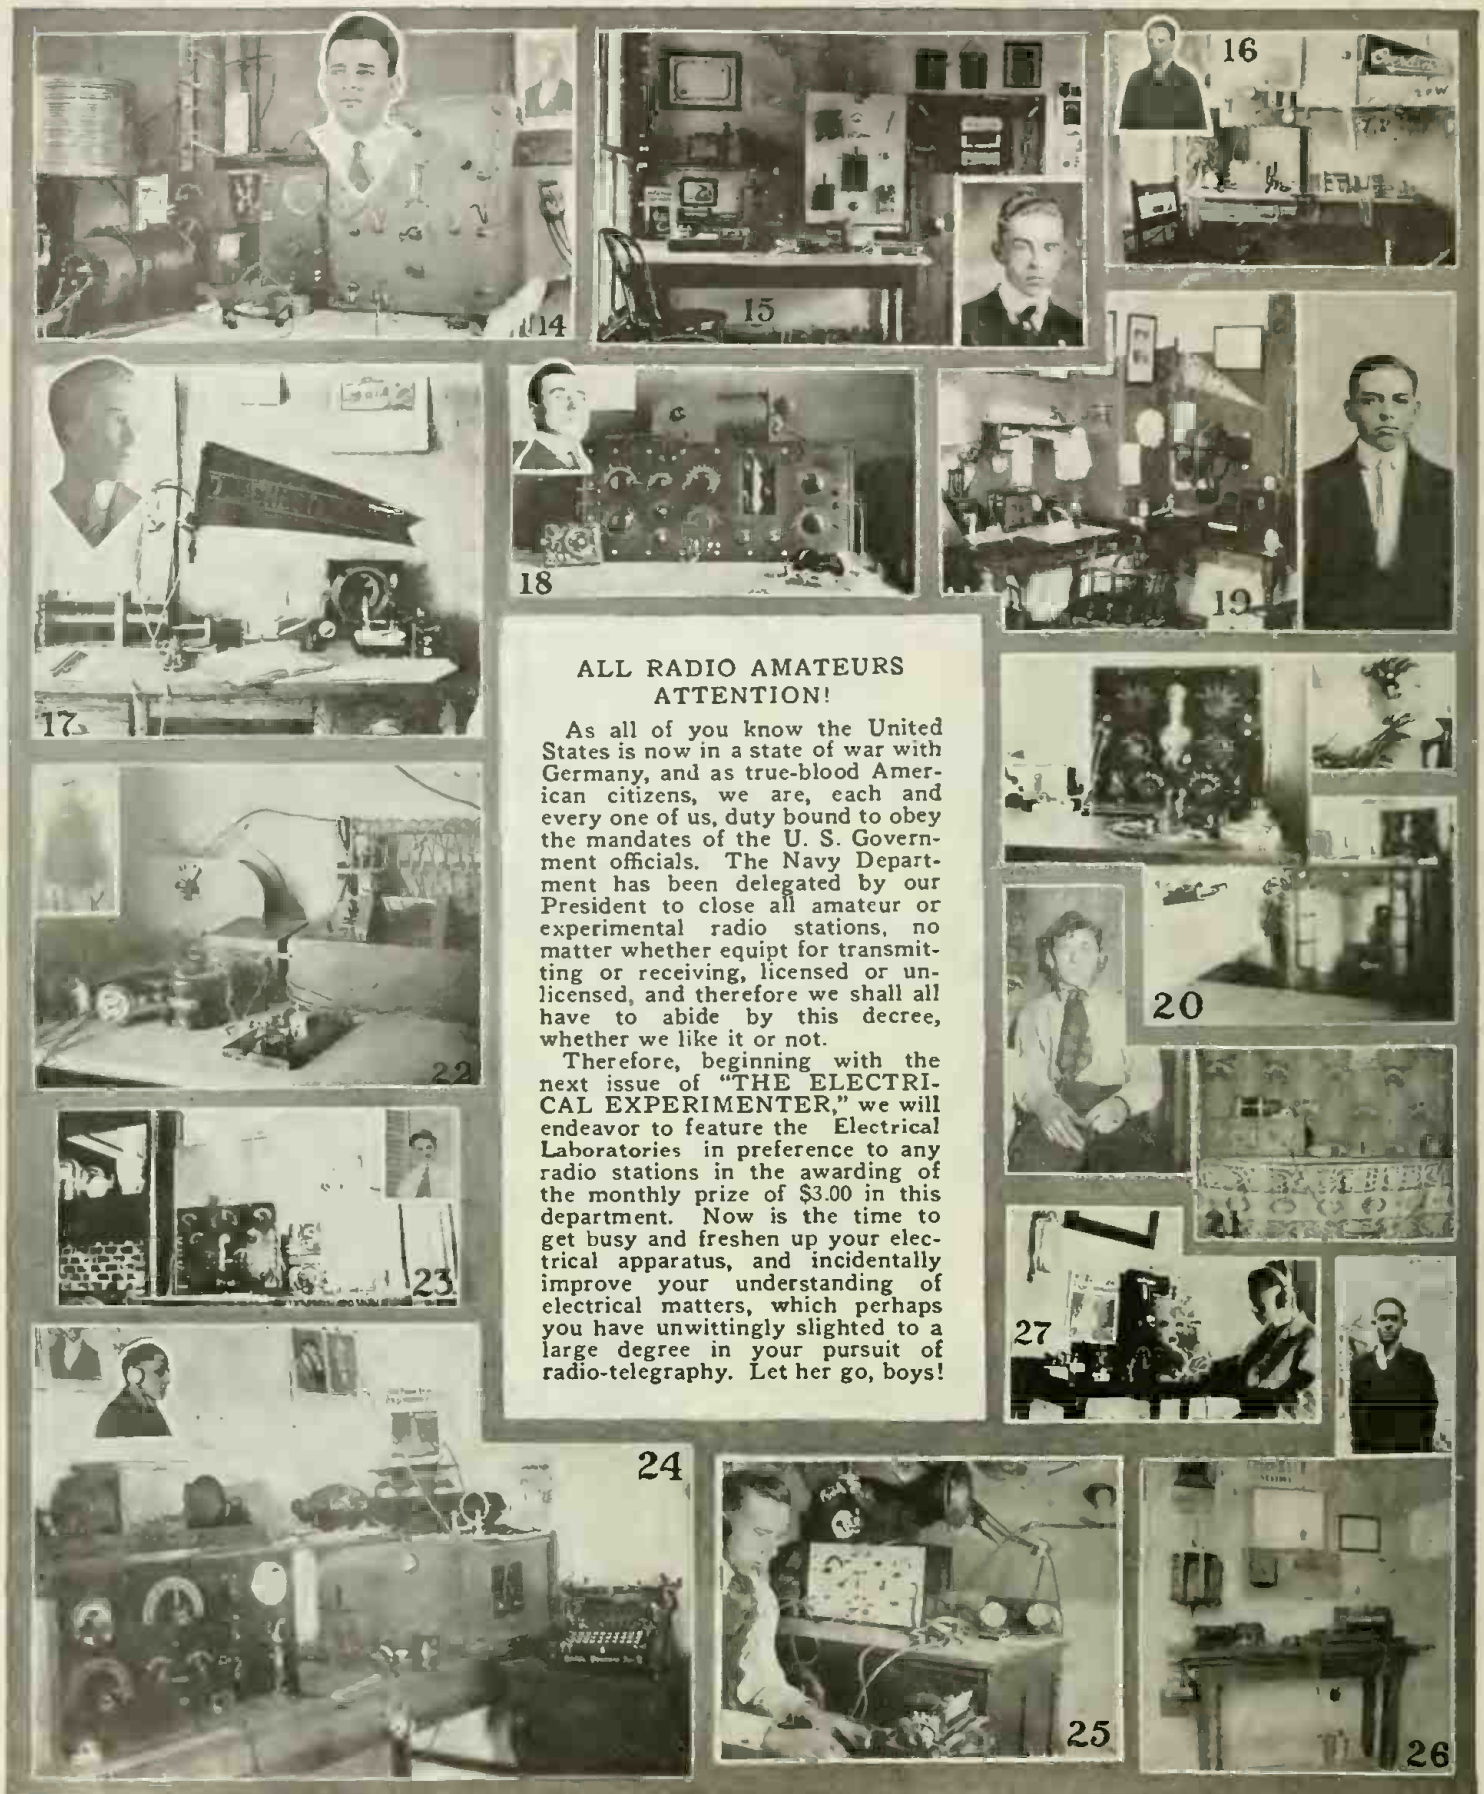 14
15
16
17
18
19
ALL RADIO AMATEURS
ATTENTION!
As all of you know the United
States is now in a state of war with
Germany, and as true-blood Amer-
ican citizens, we are, each and
every one of us, duty bound to obey
the mandates of the U. S. Govern-
ment officials. The Navy Depart-
ment has been delegated by our
President to close all amateur or
experimental radio stations, no
matter whether equipt for transmit-
ting or receiving, licensed or un-
licensed, and therefore we shall all
have to abide by this decree,
whether we like it or not.
Therefore, beginning with the
next issue of “THE ELECTRI-
CAL EXPERIMENTER,” we will
endeavor to feature the Electrical
Laboratories in preference to any
radio stations in the awarding of
the monthly prize of $3.00 in this
department. Now is the time to
get busy and freshen up your elec-
trical apparatus, and incidentally
improve your understanding of
electrical matters, which perhaps
you have unwittingly slighted to a
large degree in your pursuit of
radio-telegraphy. Let her go, boys!
20
21
22
23
27
24
25
26